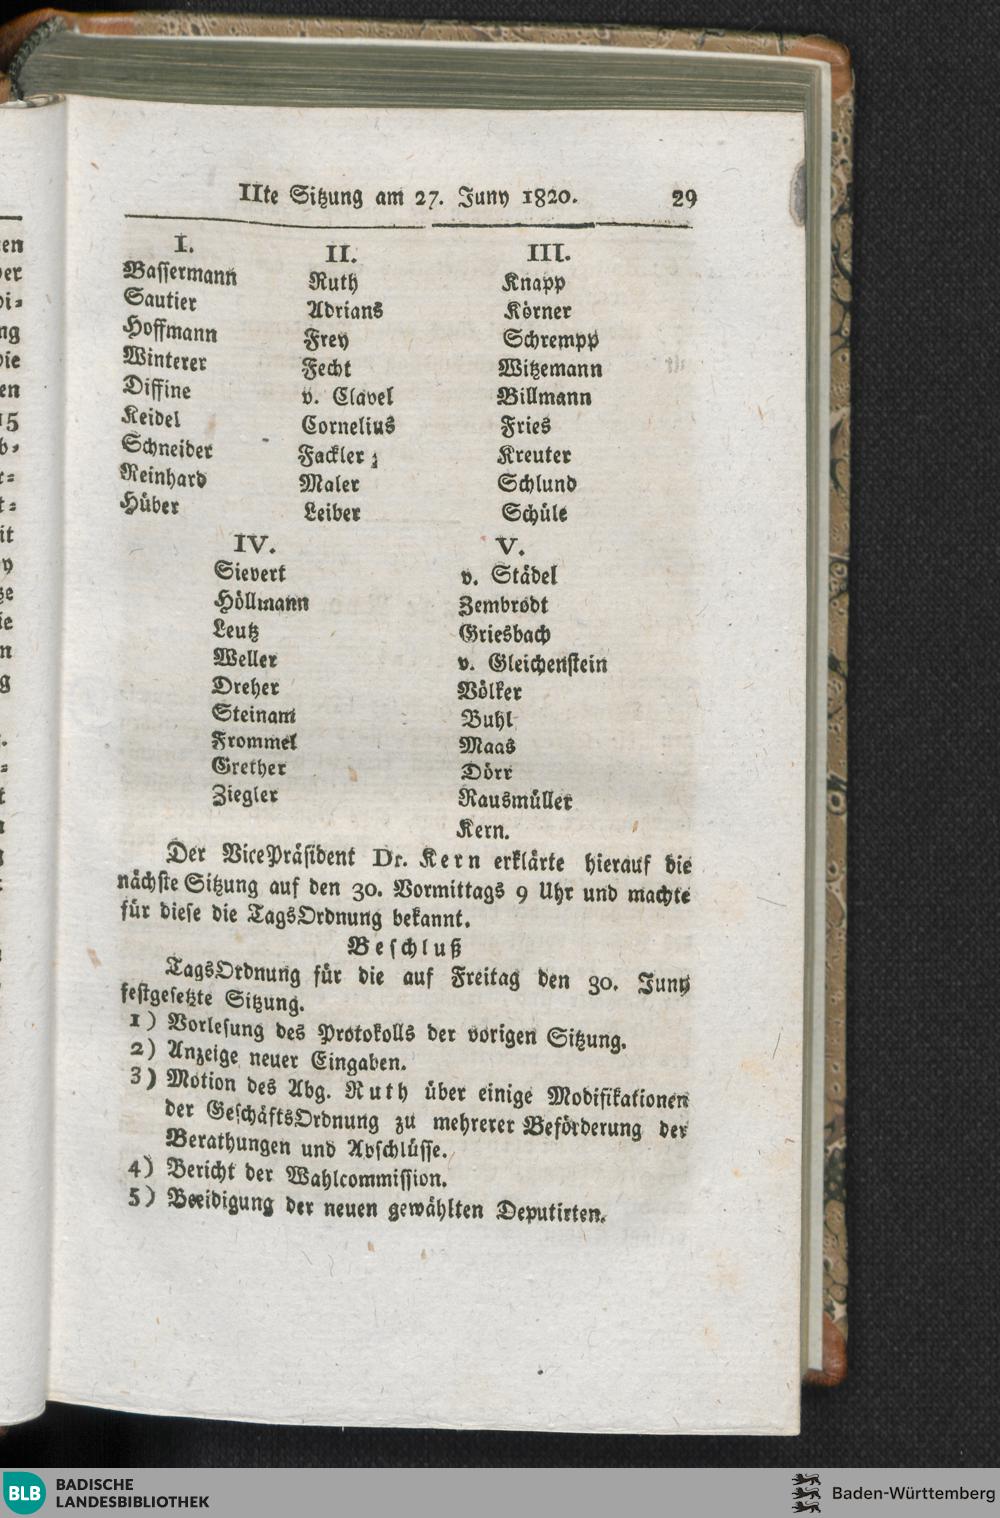 IIte Sitzung am 27. Juny 1820. 29
I.
Bassermann
Sautier
Hoffmann
Winterer
Diffine
Keidel
Schneider
Reinhard
Hüber
II.
Ruth
Adrians
Frey
Fecht
v. Clavel
Cornelius
Fackler
Maler
Leiber
III.
Knapp
Körner
Schrempp
Witzemann
Billmann
Fries
Kreuter
Schlund
Schüle
IV.
Sievert
Höllmann
Leutz
Weller
Dreher
Steinam
Frommel
Grether
Ziegler
V.
v. Städel
Zembrodt
Griesbach
v. Gleichenstein
Völker
Buhl
Maas
Dörr
Rausmüller
Kern.
Der VicePräsident Dr. Kern erklärte hierauf die
nächste Sitzung auf den 30. Vormittags 9 Uhr und machte
für diese die TagsOrdnung bekannt.
Beschluß
TagsOrdnung für die auf Freitag den 30. Juny
festgesetzte Sitzung.
1) Vorlesung des Protokolls der vorigen Sitzung.
2) Anzeige neuer Eingaben.
3) Motion des Abg. Ruth über einige Modifikationen
der GeschäftsOrdnung zu mehrerer Beförderung der
Berathungen und Abschlüsse.
4) Bericht der Wahlcommission.
5) Beeidigung der neuen gewählten Deputirten.
BLB BADISCHE
LANDESBIBLIOTHEK
Baden-Württemberg